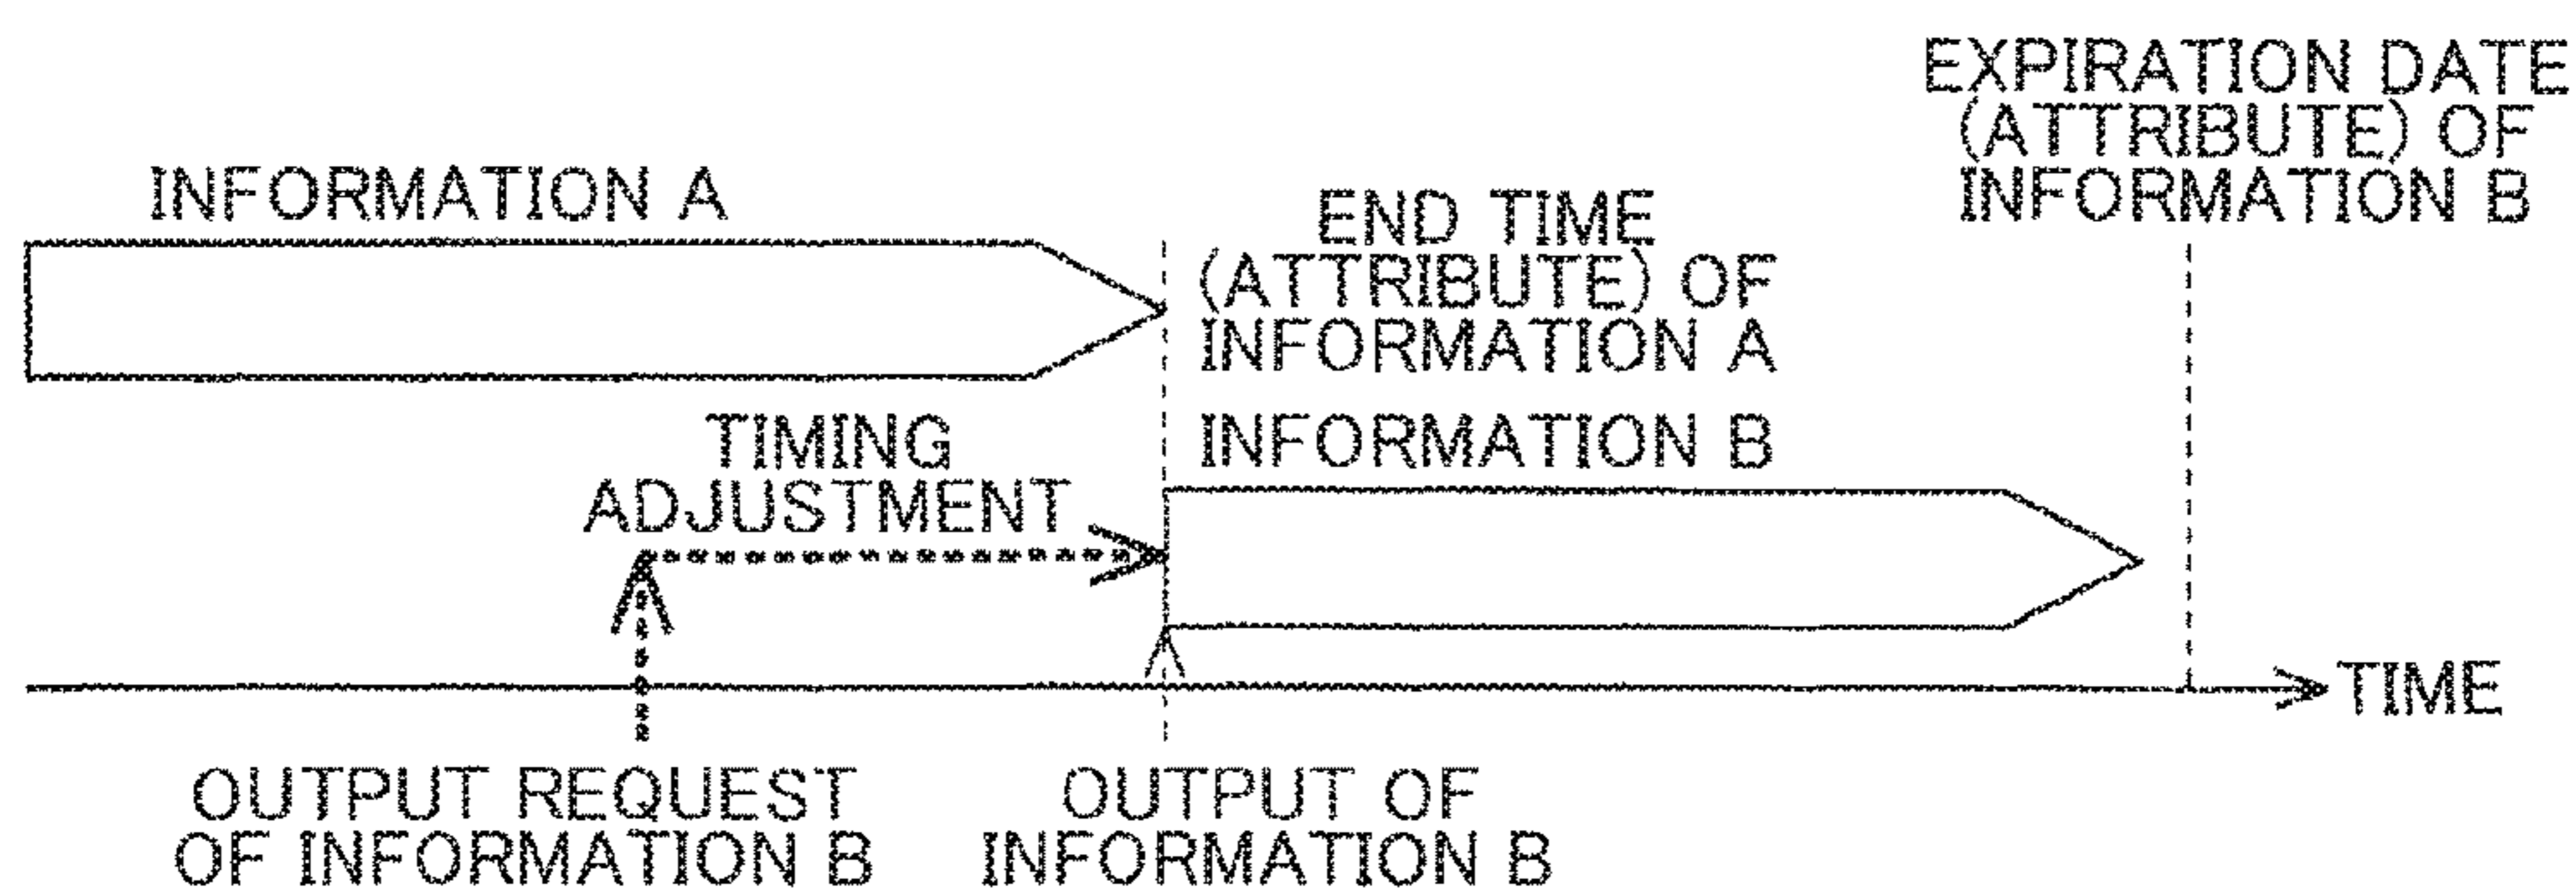 EXPIRATION DATE
(ATTRIBUTE) OF
INFORMATION B
INFORMATION A
END TIME
(ATTRIBUTE) OF
INFORMATION A
TIMING
ADJUSTMENT
INFORMATION B
TIME
OUTPUT REQUEST
OF INFORMATION B
OUTPUT OF
INFORMATION B